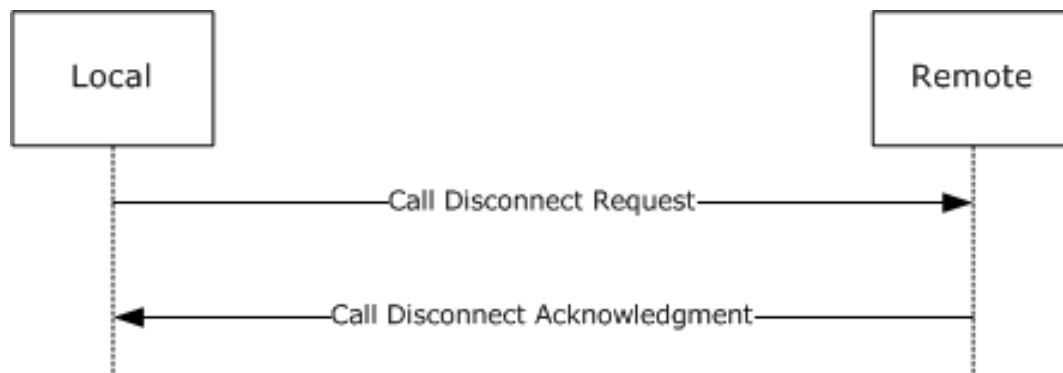 Local
Remote
Call Disconnect Request
Call Disconnect Acknowledgment